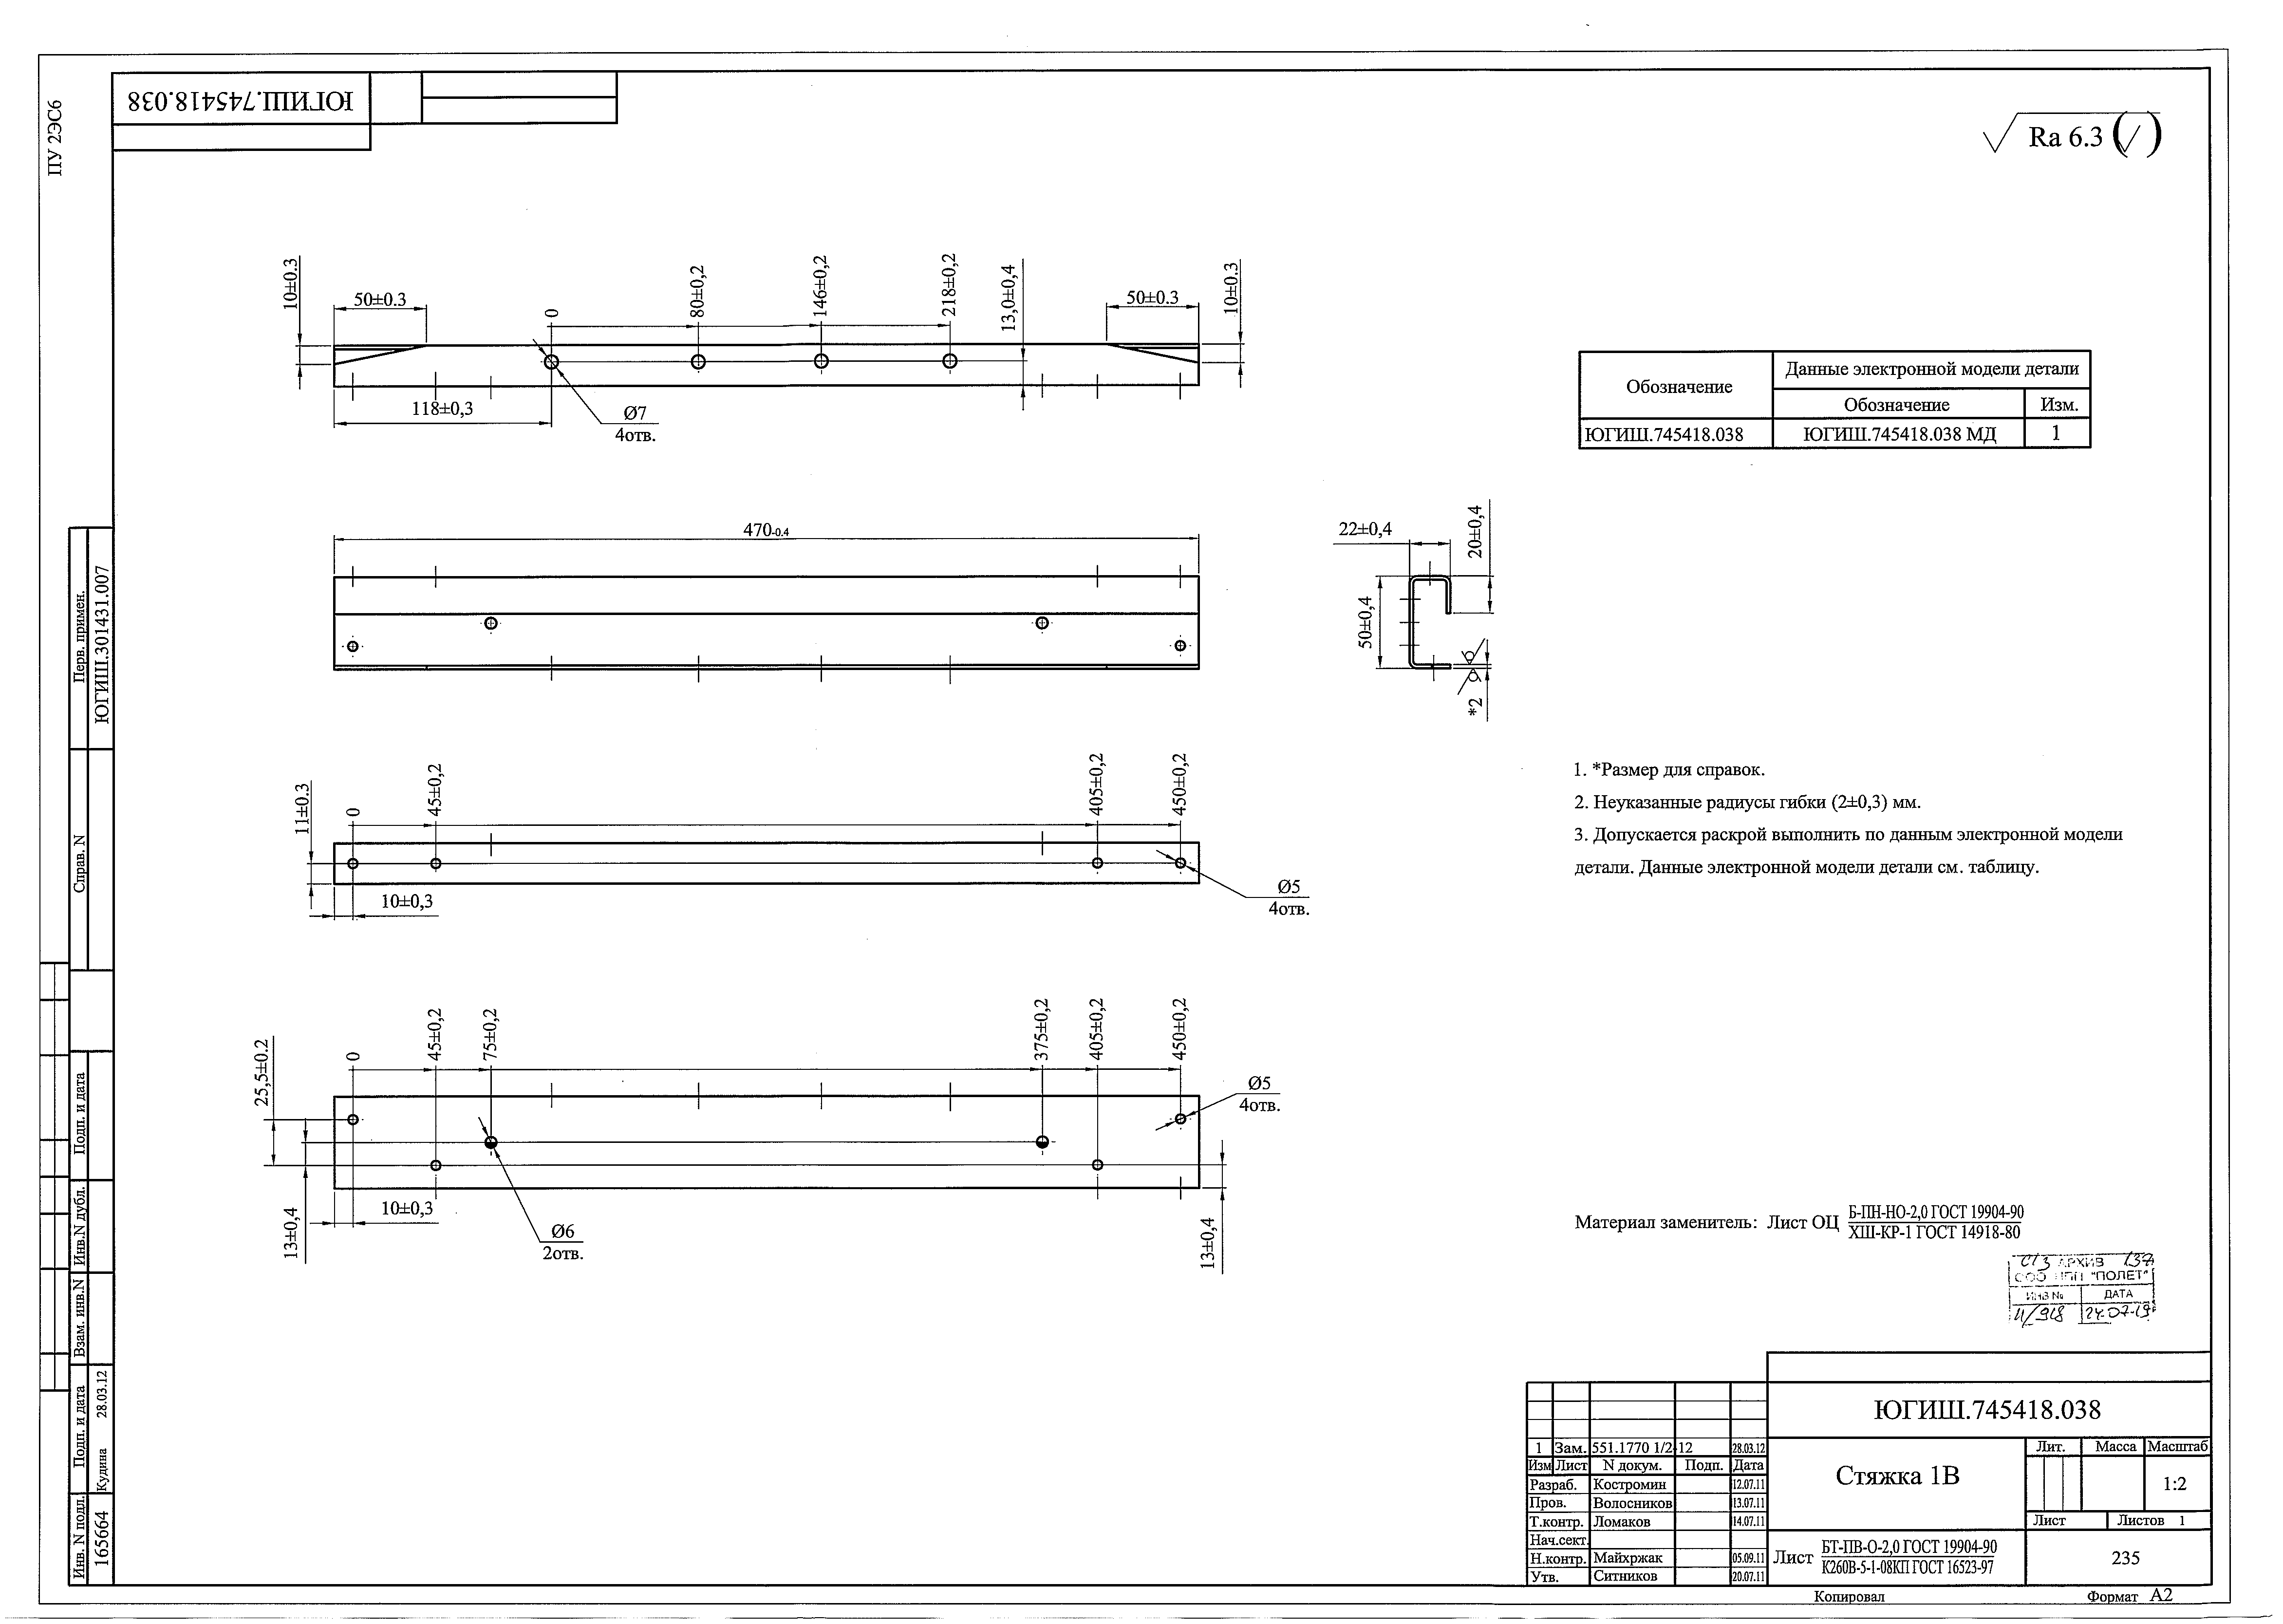 ПУ 2ЭС6
ЮГИШ.745418.038
Ra 6.3 (√)
10±0.3
50±0.3
0
80±0,2
146±0,2
218±0,2
13,0±0,4
50±0.3
10±0.3
118±0,3
Ø7
4отв.
Обозначение
Данные электронной модели детали
Обозначение
Изм.
ЮГИШ.745418.038
ЮГИШ.745418.038 МД
1
470-0.4
22±0,4
20±0,4
50±0,4
*2
11±0.3
0
45±0,2
405±0,2
450±0,2
10±0,3
Ø5
4отв.
1. *Размер для справок.
2. Неуказанные радиусы гибки (2±0,3) мм.
3. Допускается раскрой выполнить по данным электронной модели
детали. Данные электронной модели детали см. таблицу.
25,5±0.2
0
45±0,2
75±0,2
375±0,2
405±0,2
450±0,2
Ø5
4отв.
13±0,4
10±0,3
Ø6
2отв.
13±0,4
Материал заменитель: Лист ОЦ
Б-ПН-НО-2,0 ГОСТ 19904-90
ХШ-КР-1 ГОСТ 14918-80
АРХИВ 137
ООО НПП "ПОЛЕТ"
ИНВ № ДАТА
11/918 24.07.19
Перв. примен.
ЮГИШ.301431.007
Справ. N
Подп. и дата
Инв.N дубл.
Взам. инв.N
Подп. и дата
Кудина 28.03.12
Инв. N подл.
165664
ЮГИШ.745418.038
1 Зам. 551.1770 1/2-12 28.03.12
Изм Лист N докум. Подп. Дата
Разраб. Костромин 12.07.11
Пров. Волосников 13.07.11
Т.контр. Ломаков 14.07.11
Нач.сект.
Н.контр. Майхржак 05.09.11
Утв. Ситников 20.07.11
Стяжка 1В
Лит. Масса Масштаб
1:2
Лист Листов 1
Лист
БТ-ПВ-О-2,0 ГОСТ 19904-90
К260В-5-1-08КП ГОСТ 16523-97
235
Копировал
Формат А2